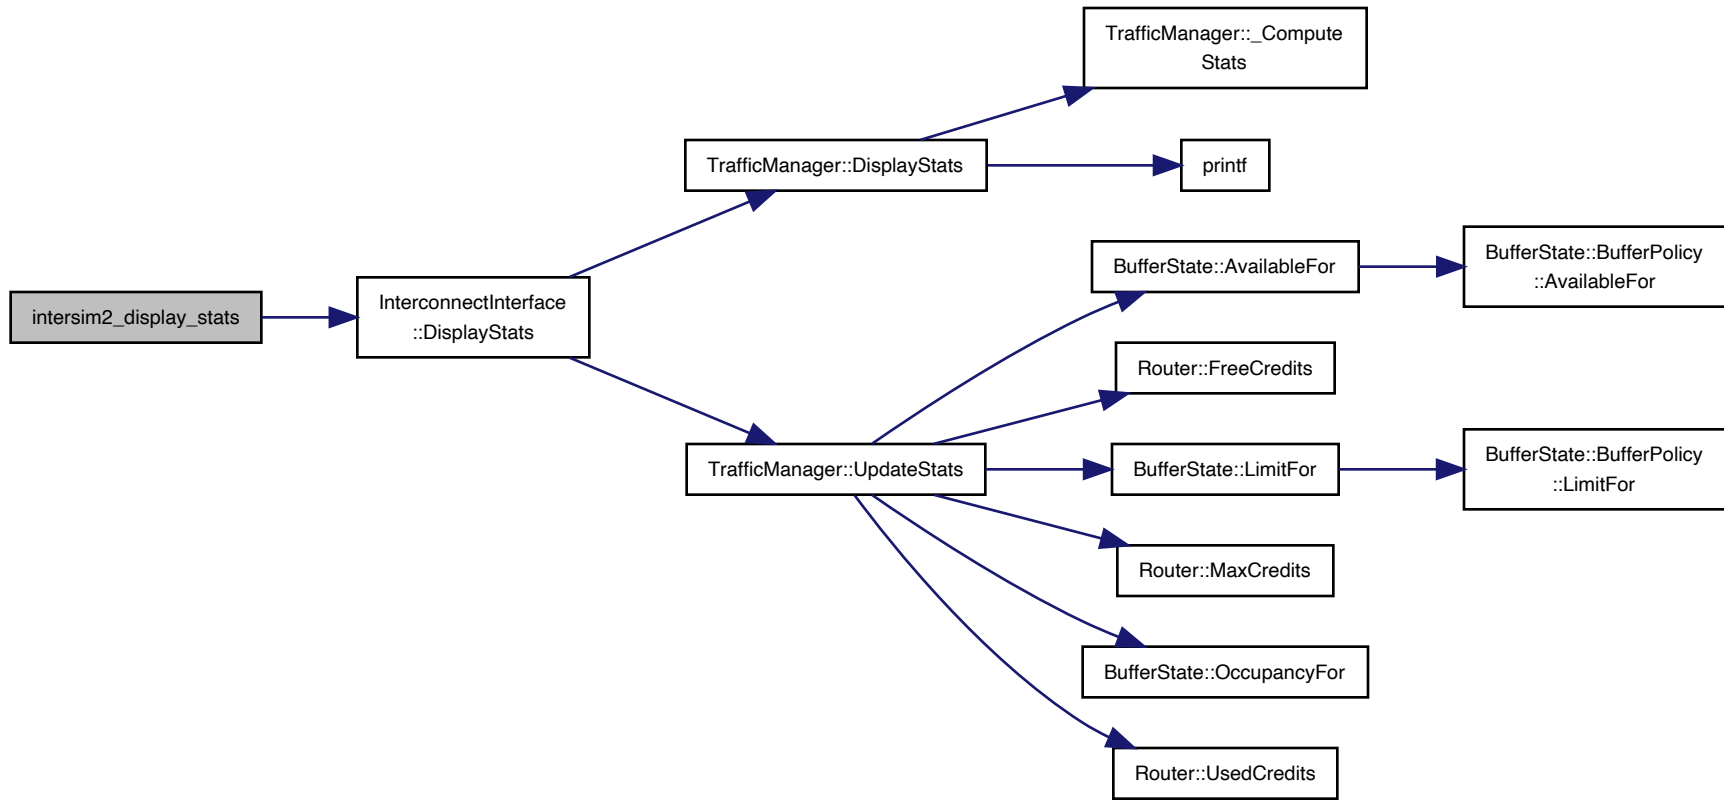 intersim2_display_stats
InterconnectInterface
::DisplayStats
TrafficManager::DisplayStats
TrafficManager::_Compute
Stats
printf
TrafficManager::UpdateStats
BufferState::AvailableFor
BufferState::BufferPolicy
::AvailableFor
Router::FreeCredits
BufferState::LimitFor
BufferState::BufferPolicy
::LimitFor
Router::MaxCredits
BufferState::OccupancyFor
Router::UsedCredits